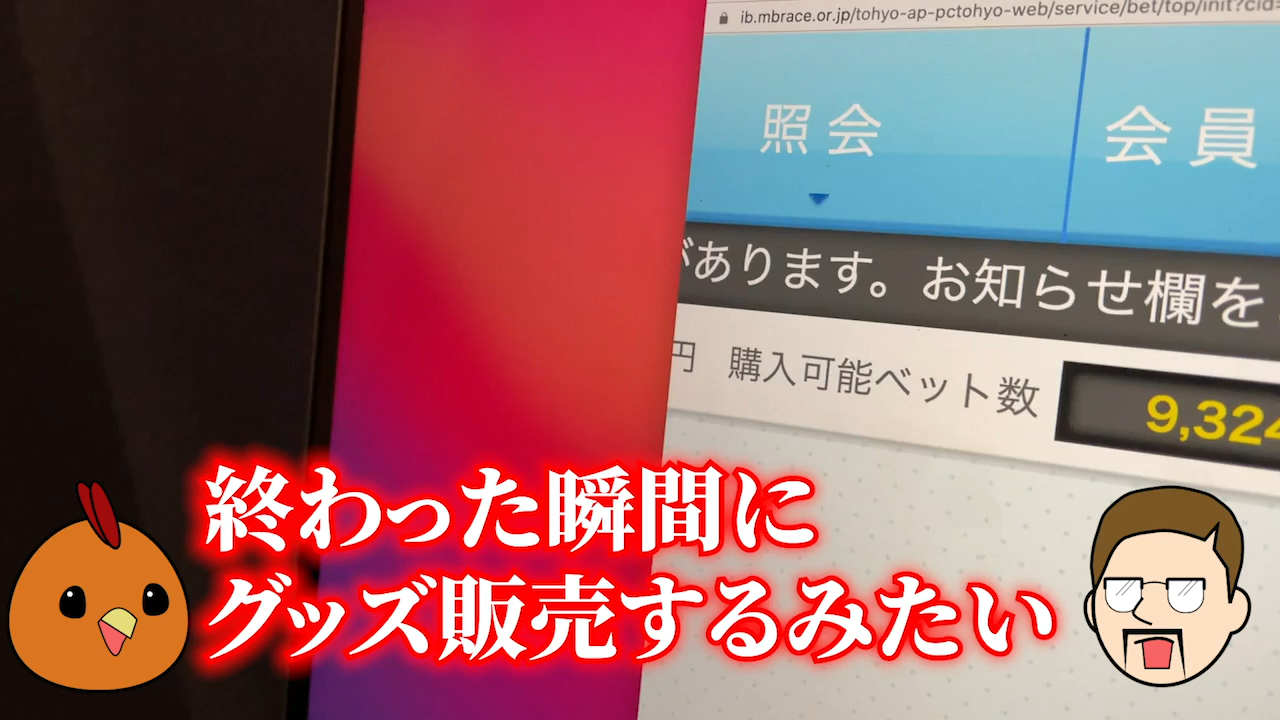 ib.mbrace.or.jp/tohyo-ap-pctohyo-web/service/bet/top/init?cid=
照会
会員
があります。お知らせ欄を
円 購入可能ベット数
9,324
終わった瞬間に
グッズ販売するみたい